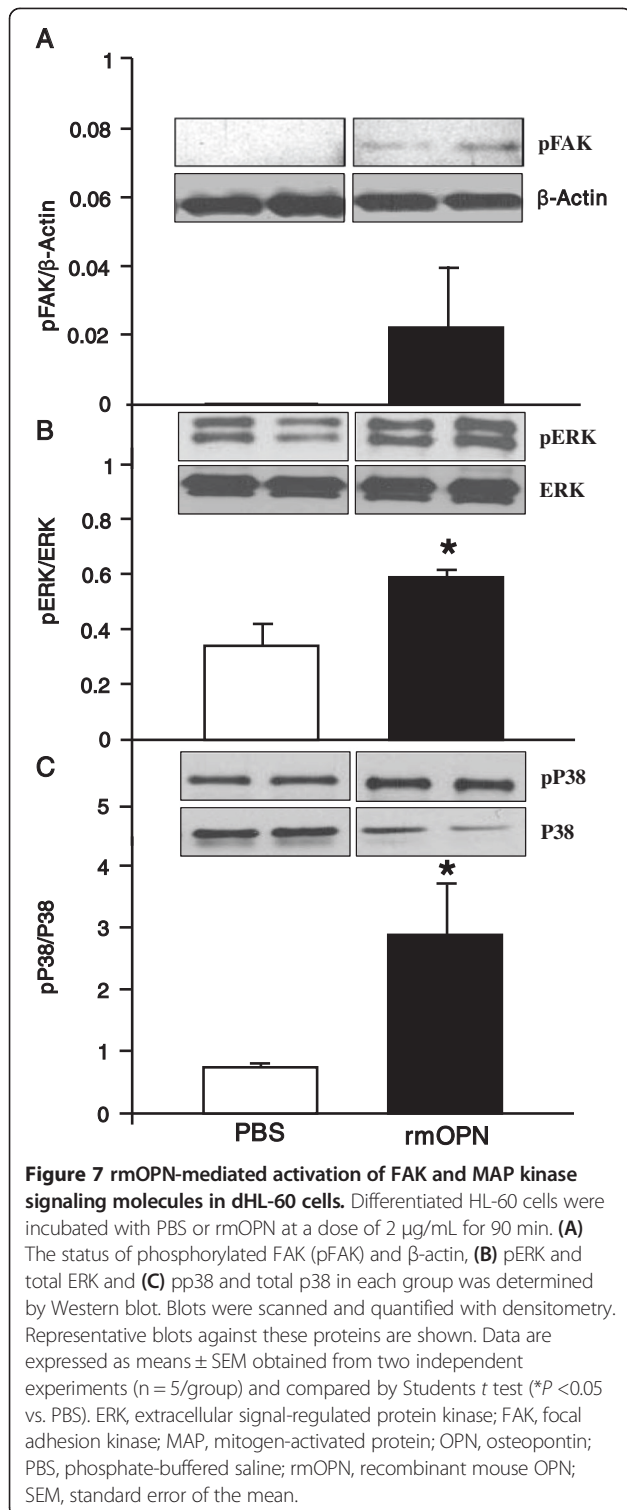 A
1
0.08
0.06
0.04
0.02
0
pFAK/β-Actin
pFAK
β-Actin
B
1
0.8
0.6
0.4
0.2
0
pERK/ERK
pERK
ERK
*
C
5
4
3
2
1
0
pP38/P38
pP38
P38
*
PBS rmOPN
Figure 7 rmOPN-mediated activation of FAK and MAP kinase
signaling molecules in dHL-60 cells. Differentiated HL-60 cells were
incubated with PBS or rmOPN at a dose of 2 μg/mL for 90 min. (A)
The status of phosphorylated FAK (pFAK) and β-actin, (B) pERK and
total ERK and (C) pp38 and total p38 in each group was determined
by Western blot. Blots were scanned and quantified with densitometry.
Representative blots against these proteins are shown. Data are
expressed as means ± SEM obtained from two independent
experiments (n = 5/group) and compared by Students t test (*P <0.05
vs. PBS). ERK, extracellular signal-regulated protein kinase; FAK, focal
adhesion kinase; MAP, mitogen-activated protein; OPN, osteopontin;
PBS, phosphate-buffered saline; rmOPN, recombinant mouse OPN;
SEM, standard error of the mean.